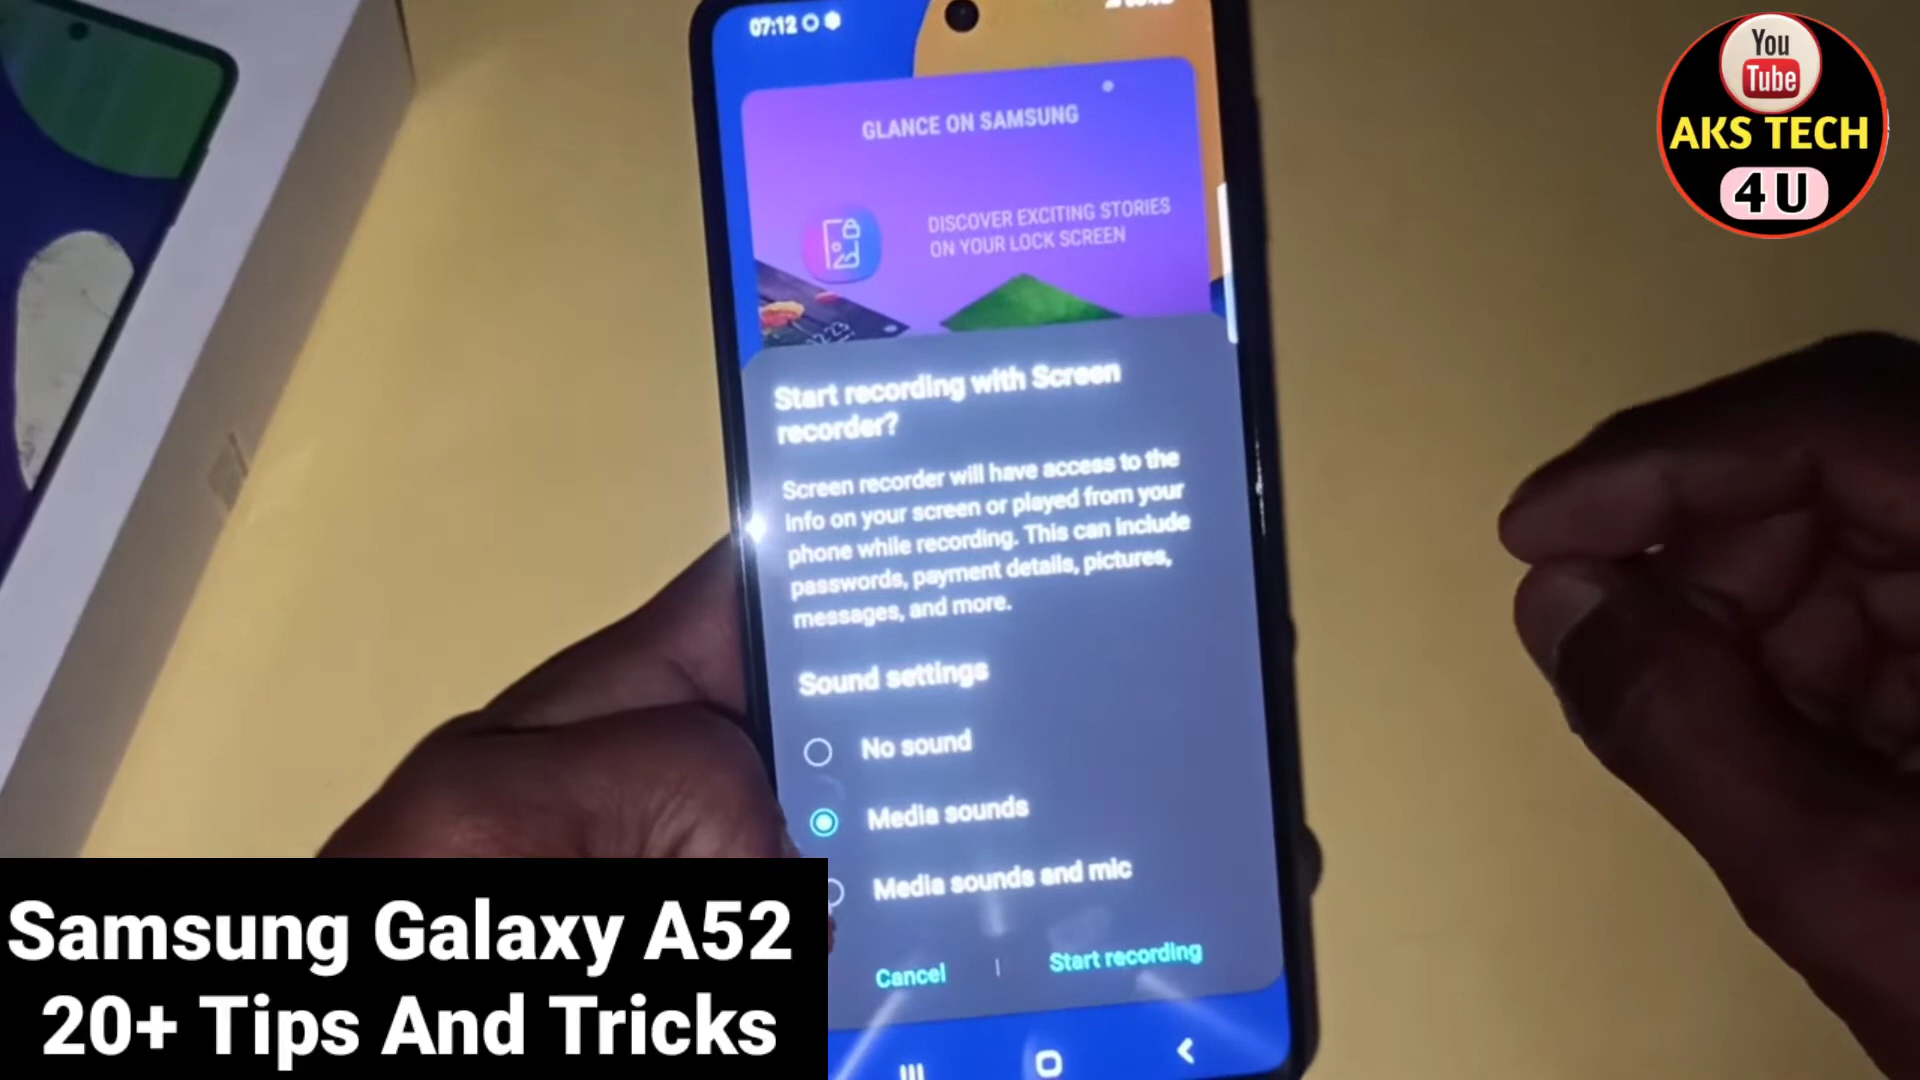 07:12
GLANCE ON SAMSUNG
DISCOVER EXCITING STORIES
ON YOUR LOCK SCREEN
Start recording with Screen
recorder?
Screen recorder will have access to the
info on your screen or played from your
phone while recording. This can include
passwords, payment details, pictures,
messages, and more.
Sound settings
No sound
Media sounds
Media sounds and mic
Cancel | Start recording
You
Tube
AKS TECH
4U
Samsung Galaxy A52
20+ Tips And Tricks